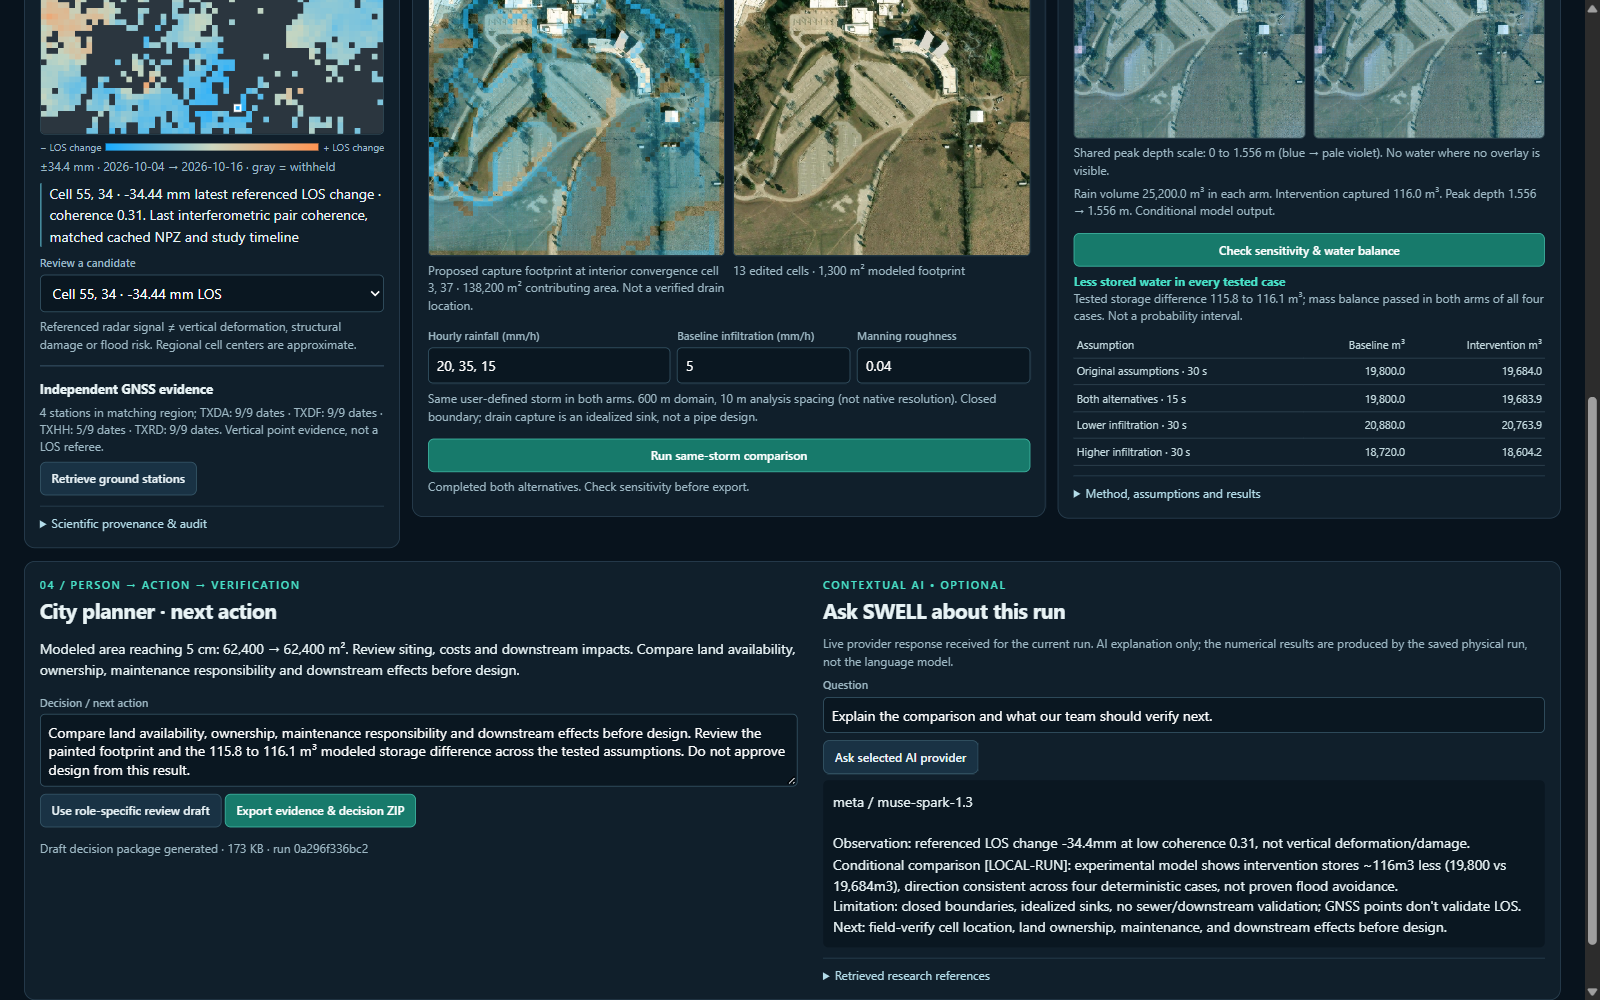 − LOS change + LOS change
±34.4 mm · 2026-10-04 → 2026-10-16 · gray = withheld
Cell 55, 34 · -34.44 mm latest referenced LOS change ·
coherence 0.31. Last interferometric pair coherence,
matched cached NPZ and study timeline
Review a candidate
Cell 55, 34 · -34.44 mm LOS
Referenced radar signal ≠ vertical deformation, structural
damage or flood risk. Regional cell centers are approximate.
Independent GNSS evidence
4 stations in matching region; TXDA: 9/9 dates · TXDF: 9/9 dates ·
TXHH: 5/9 dates · TXRD: 9/9 dates. Vertical point evidence, not a
LOS referee.
Retrieve ground stations
Scientific provenance & audit
Proposed capture footprint at interior convergence cell
3, 37 · 138,200 m² contributing area. Not a verified drain
location.
13 edited cells · 1,300 m² modeled footprint
Hourly rainfall (mm/h) Baseline infiltration (mm/h) Manning roughness
20, 35, 15 5 0.04
Same user-defined storm in both arms. 600 m domain, 10 m analysis spacing (not native resolution). Closed
boundary; drain capture is an idealized sink, not a pipe design.
Run same-storm comparison
Completed both alternatives. Check sensitivity before export.
Shared peak depth scale: 0 to 1.556 m (blue → pale violet). No water where no overlay is
visible.
Rain volume 25,200.0 m³ in each arm. Intervention captured 116.0 m³. Peak depth 1.556
→ 1.556 m. Conditional model output.
Check sensitivity & water balance
Less stored water in every tested case
Tested storage difference 115.8 to 116.1 m³; mass balance passed in both arms of all four
cases. Not a probability interval.
Assumption Baseline m³ Intervention m³
Original assumptions · 30 s 19,800.0 19,684.0
Both alternatives · 15 s 19,800.0 19,683.9
Lower infiltration · 30 s 20,880.0 20,763.9
Higher infiltration · 30 s 18,720.0 18,604.2
Method, assumptions and results
04 / PERSON → ACTION → VERIFICATION
City planner · next action
Modeled area reaching 5 cm: 62,400 → 62,400 m². Review siting, costs and downstream impacts. Compare land availability,
ownership, maintenance responsibility and downstream effects before design.
Decision / next action
Compare land availability, ownership, maintenance responsibility and downstream effects before design. Review the
painted footprint and the 115.8 to 116.1 m³ modeled storage difference across the tested assumptions. Do not approve
design from this result.
Use role-specific review draft Export evidence & decision ZIP
Draft decision package generated · 173 KB · run 0a296f336bc2
CONTEXTUAL AI • OPTIONAL
Ask SWELL about this run
Live provider response received for the current run. AI explanation only; the numerical results are produced by the saved physical run,
not the language model.
Question
Explain the comparison and what our team should verify next.
Ask selected AI provider
meta / muse-spark-1.3
Observation: referenced LOS change -34.4mm at low coherence 0.31, not vertical deformation/damage.
Conditional comparison [LOCAL-RUN]: experimental model shows intervention stores ~116m3 less (19,800 vs
19,684m3), direction consistent across four deterministic cases, not proven flood avoidance.
Limitation: closed boundaries, idealized sinks, no sewer/downstream validation; GNSS points don't validate LOS.
Next: field-verify cell location, land ownership, maintenance, and downstream effects before design.
Retrieved research references